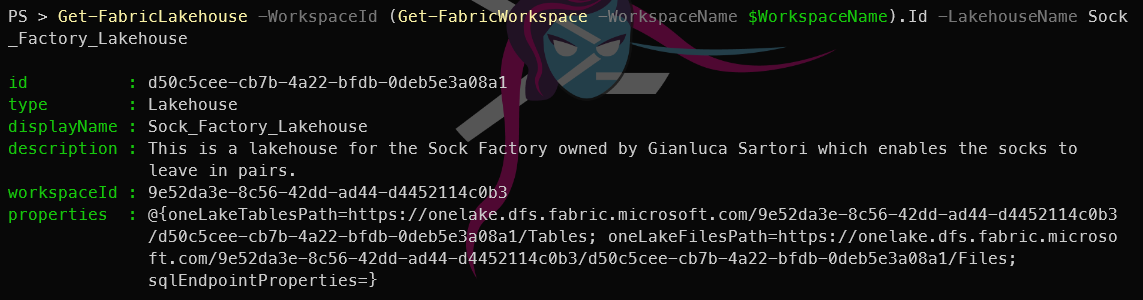 PS > Get-FabricLakehouse -WorkspaceId (Get-FabricWorkspace -WorkspaceName $WorkspaceName).Id -LakehouseName Sock
_Factory_Lakehouse
id : d50c5cee-cb7b-4a22-bfdb-0deb5e3a08a1
type : Lakehouse
displayName : Sock_Factory_Lakehouse
description : This is a lakehouse for the Sock Factory owned by Gianluca Sartori which enables the socks to
leave in pairs.
workspaceId : 9e52da3e-8c56-42dd-ad44-d4452114c0b3
properties : @{oneLakeTablesPath=https://onelake.dfs.fabric.microsoft.com/9e52da3e-8c56-42dd-ad44-d4452114c0b3
/d50c5cee-cb7b-4a22-bfdb-0deb5e3a08a1/Tables; oneLakeFilesPath=https://onelake.dfs.fabric.microso
ft.com/9e52da3e-8c56-42dd-ad44-d4452114c0b3/d50c5cee-cb7b-4a22-bfdb-0deb5e3a08a1/Files;
sqlEndpointProperties=}